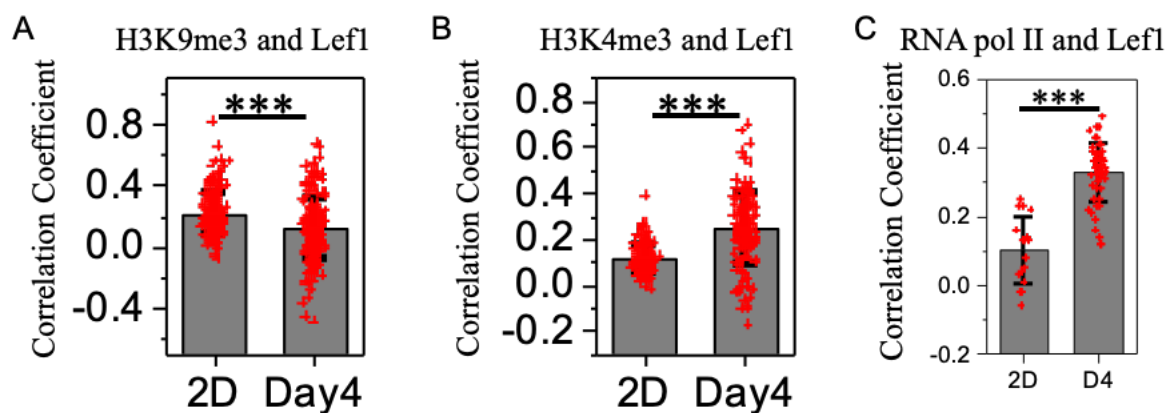 A
H3K9me3 and Lef1
Correlation Coefficient
0.8
0.4
0.0
-0.4
***
2D
Day4
B
H3K4me3 and Lef1
Correlation Coefficient
0.8
0.6
0.4
0.2
0.0
-0.2
***
2D
Day4
C
RNA pol II and Lef1
Correlation Coefficient
0.6
0.4
0.2
0.0
-0.2
***
2D
D4